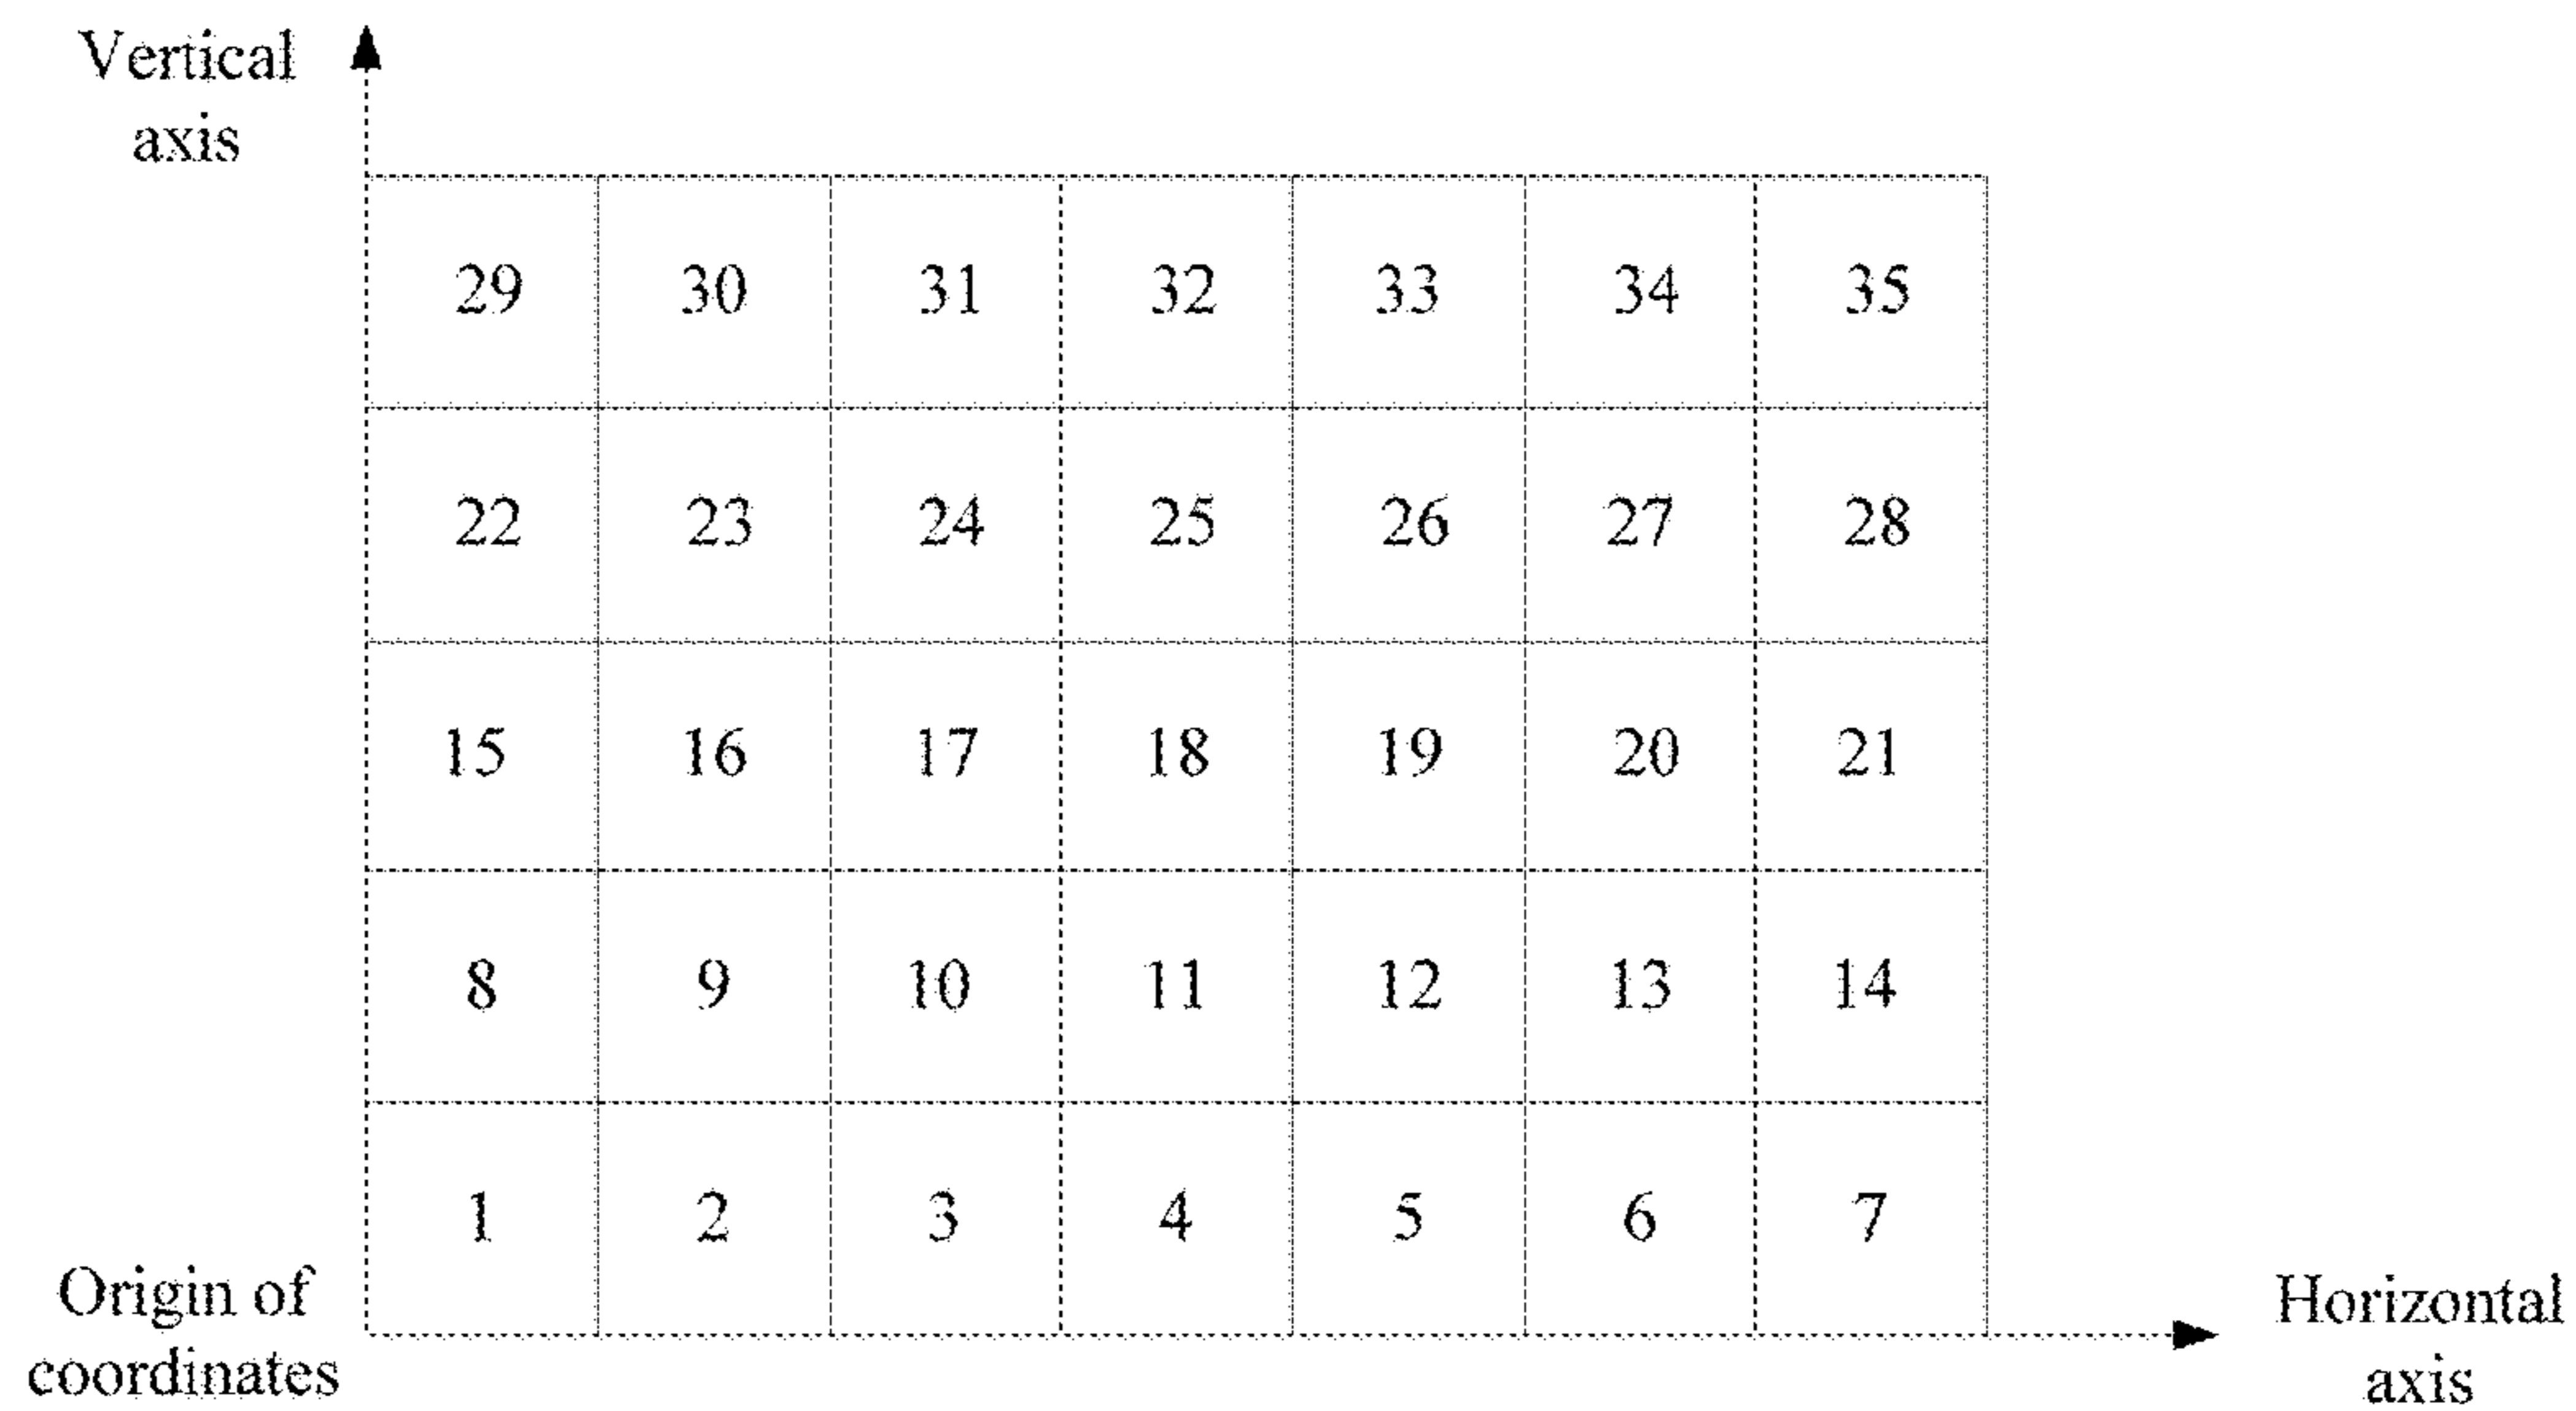 Vertical
axis
29 30 31 32 33 34 35
22 23 24 25 26 27 28
15 16 17 18 19 20 21
8 9 10 11 12 13 14
1 2 3 4 5 6 7
Origin of
coordinates
Horizontal
axis